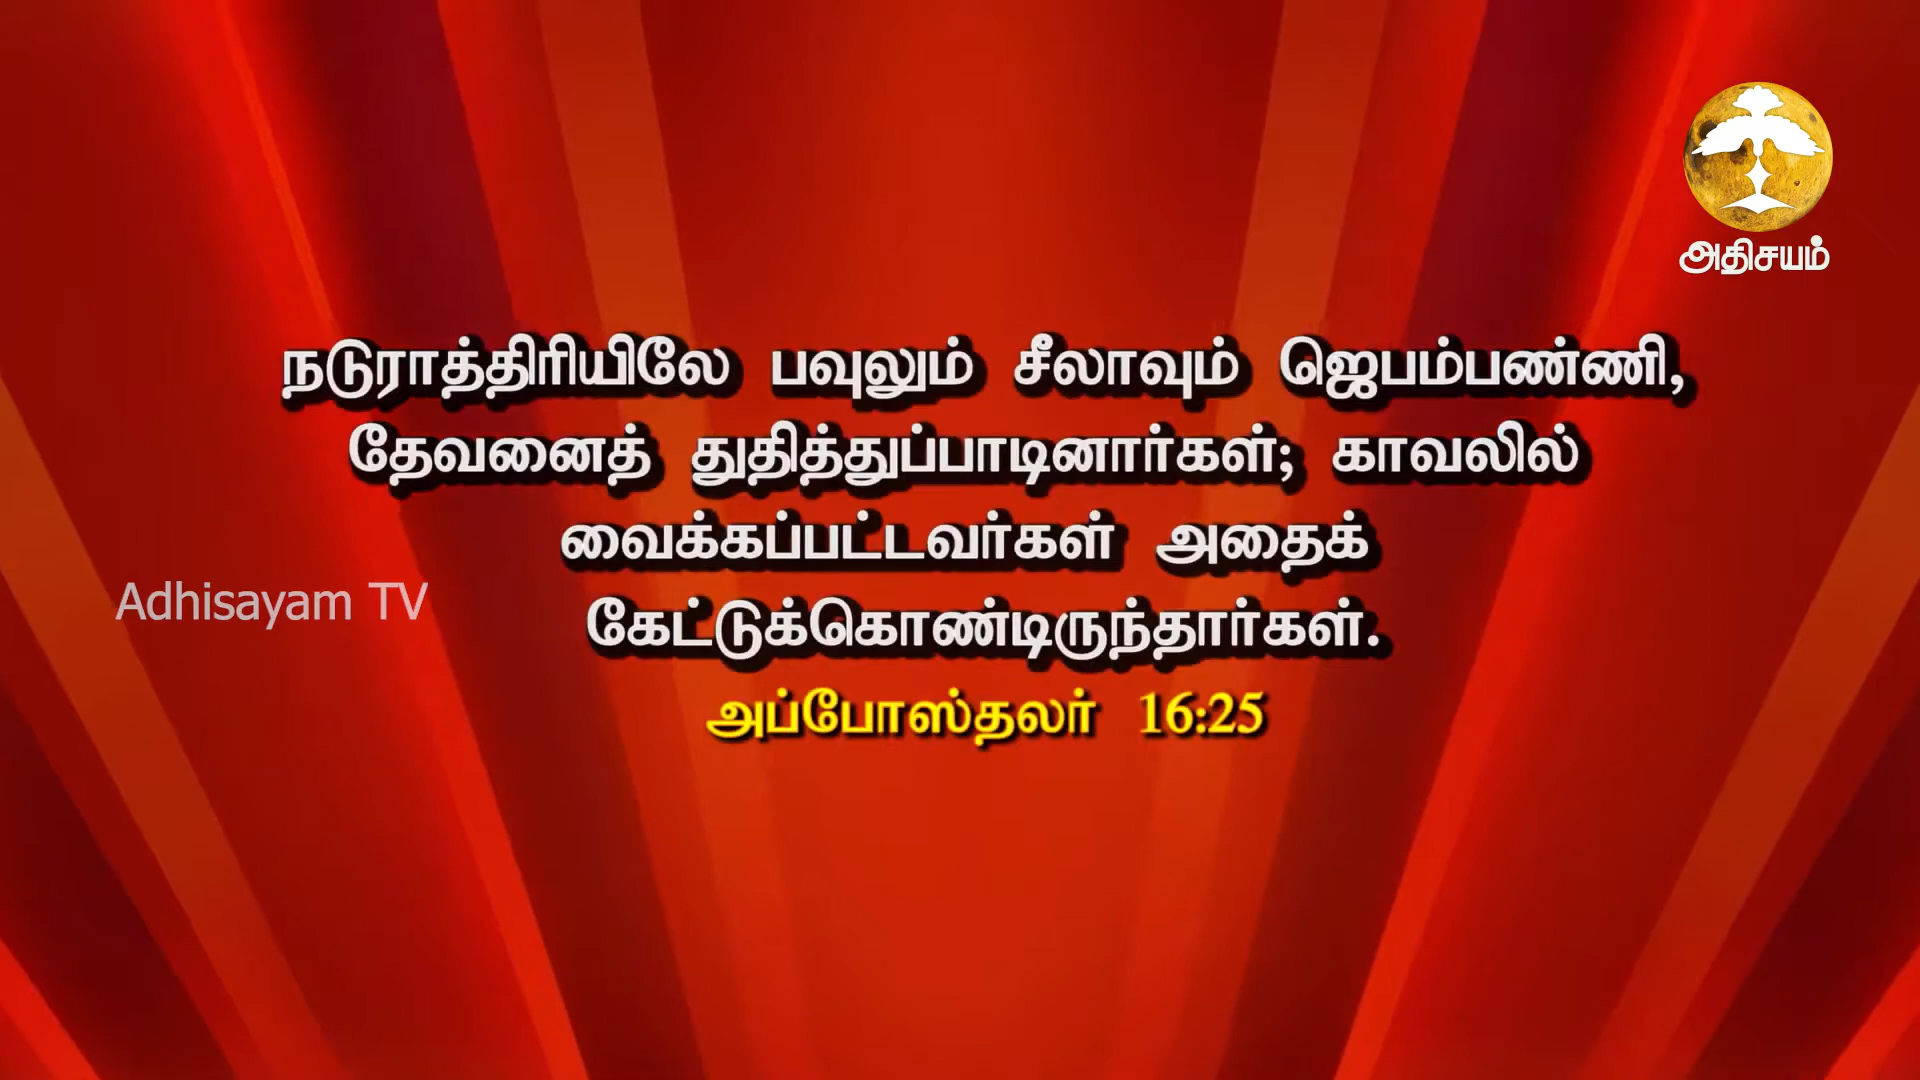 அதிசயம்
நடுராத்திரியிலே பவுலும் சீலாவும் ஜெபம்பண்ணி,
தேவனைத் துதித்துப்பாடினார்கள்; காவலில்
வைக்கப்பட்டவர்கள் அதைக்
கேட்டுக்கொண்டிருந்தார்கள்.
Adhisayam TV
அப்போஸ்தலர் 16:25